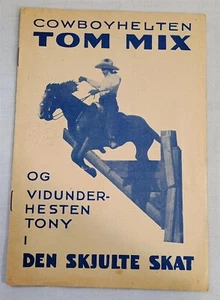 COWBOYHELTEN
TOM MIX
OG
VIDUNDER-
HESTEN
TONY
I
DEN SKJULTE SKAT